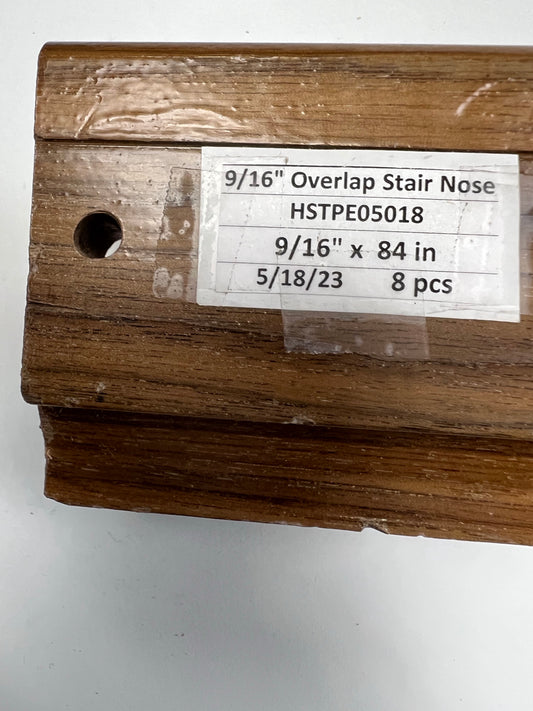 9/16" Overlap Stair Nose
HSTPE05018
9/16" x 84 in
5/18/23 8 pcs